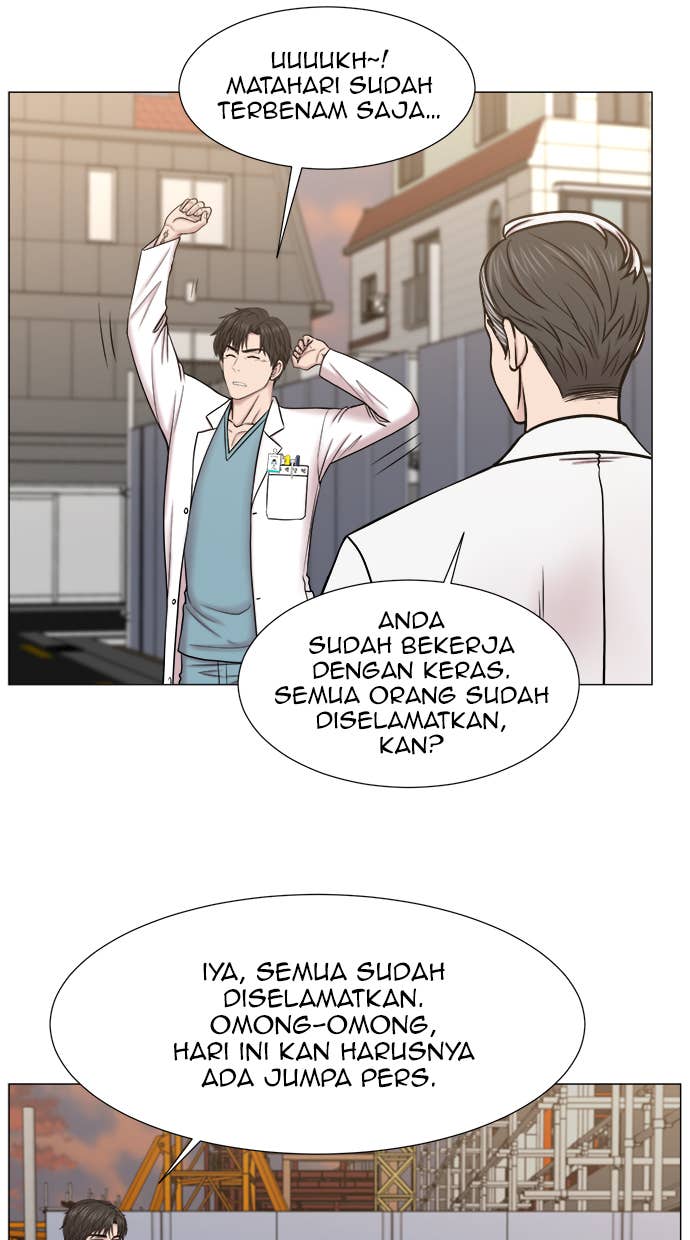 UUUUKH~!
MATAHARI SUDAH
TERBENAM SAJA...
ANDA
SUDAH BEKERJA
DENGAN KERAS.
SEMUA ORANG SUDAH
DISELAMATKAN,
KAN?
IYA, SEMUA SUDAH
DISELAMATKAN.
OMONG-OMONG,
HARI INI KAN HARUSNYA
ADA JUMPA PERS.